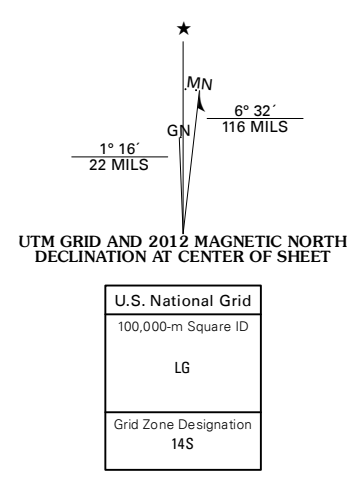 ★
MN
GN
6° 32´
116 MILS
1° 16´
22 MILS
UTM GRID AND 2012 MAGNETIC NORTH
DECLINATION AT CENTER OF SHEET
U.S. National Grid
100,000-m Square ID
LG
Grid Zone Designation
14S